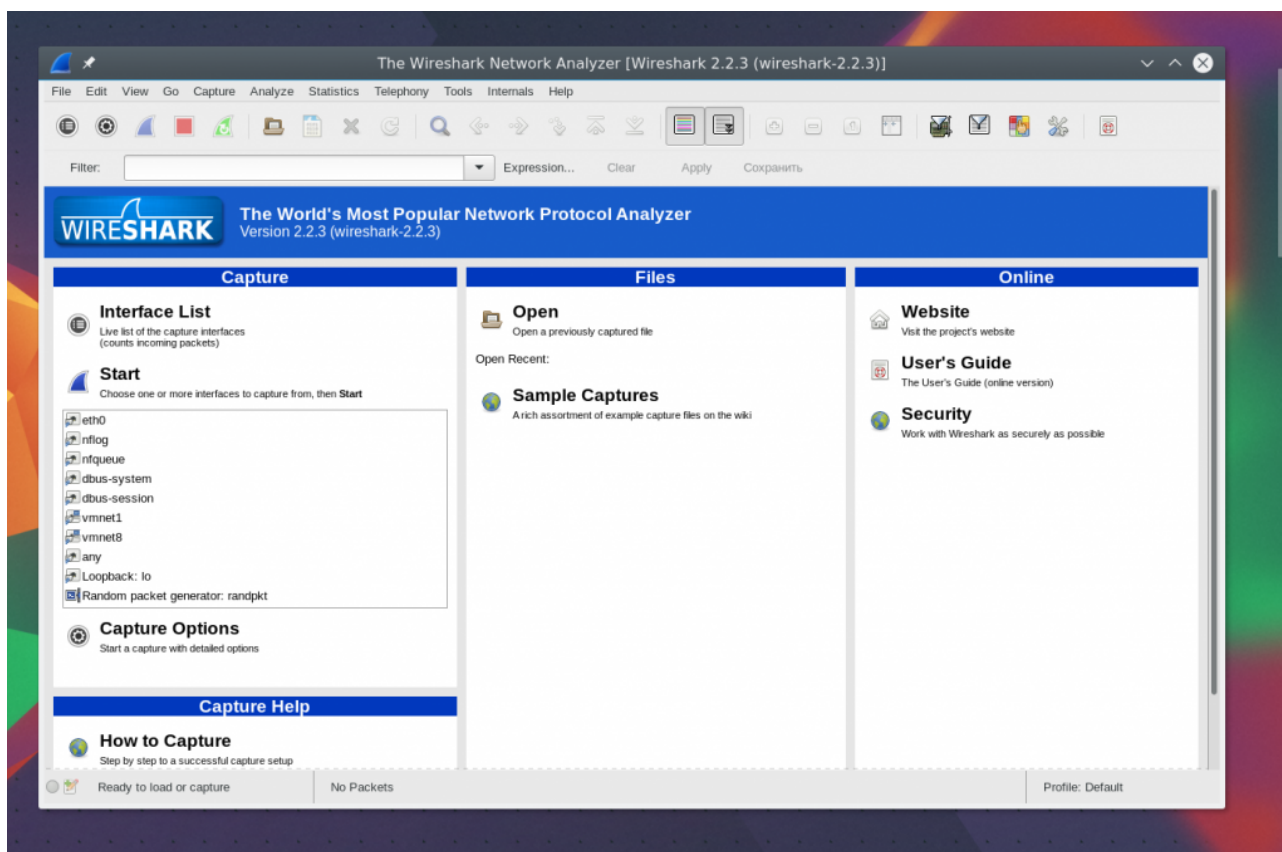 The Wireshark Network Analyzer [Wireshark 2.2.3 (wireshark-2.2.3)]
File Edit View Go Capture Analyze Statistics Telephony Tools Internals Help
Filter: Expression... Clear Apply Сохранить
WIRESHARK
The World's Most Popular Network Protocol Analyzer
Version 2.2.3 (wireshark-2.2.3)
Capture
Interface List
Live list of the capture interfaces
(counts incoming packets)
Start
Choose one or more interfaces to capture from, then Start
eth0
nflog
nfqueue
dbus-system
dbus-session
vmnet1
vmnet8
any
Loopback: lo
Random packet generator: randpkt
Capture Options
Start a capture with detailed options
Capture Help
How to Capture
Step by step to a successful capture setup
Files
Open
Open a previously captured file
Open Recent:
Sample Captures
A rich assortment of example capture files on the wiki
Online
Website
Visit the project's website
User's Guide
The User's Guide (online version)
Security
Work with Wireshark as securely as possible
Ready to load or capture
No Packets
Profile: Default